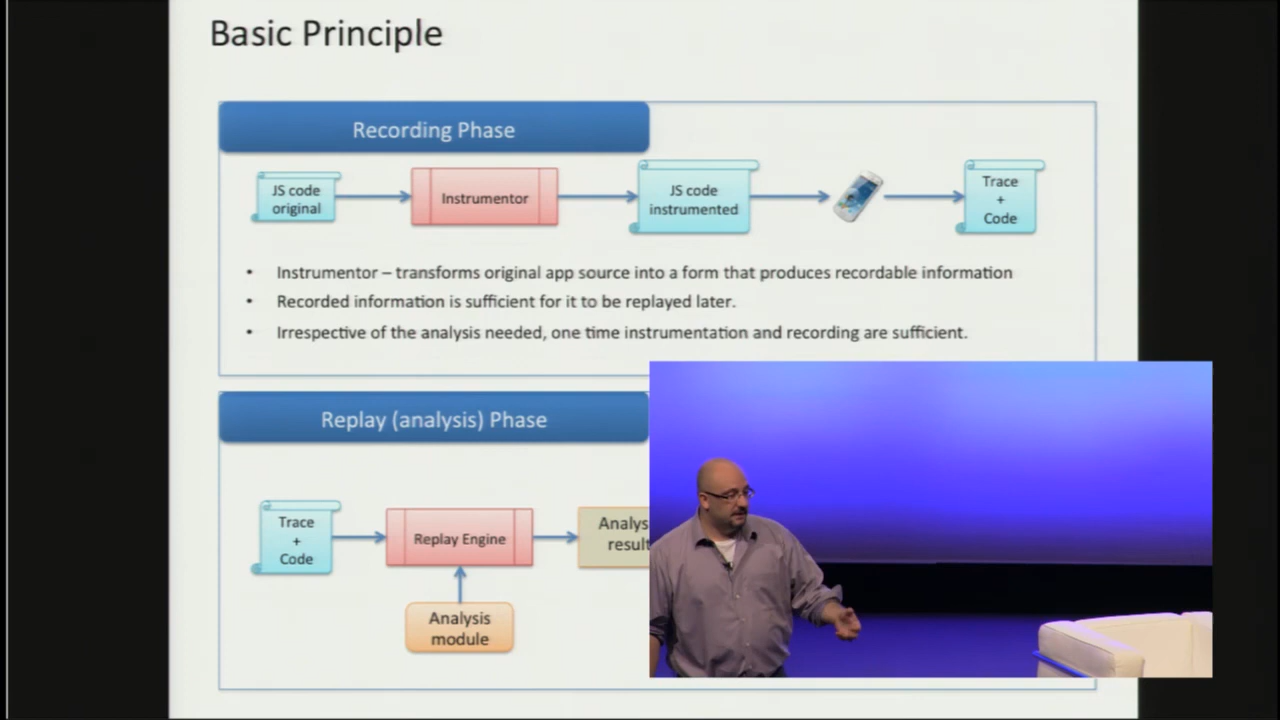 Basic Principle
Recording Phase
JS code
original
Instrumentor
JS code
instrumented
Trace
+
Code
• Instrumentor – transforms original app source into a form that produces recordable information
• Recorded information is sufficient for it to be replayed later.
• Irrespective of the analysis needed, one time instrumentation and recording are sufficient.
Replay (analysis) Phase
Trace
+
Code
Replay Engine
Analys
result
Analysis
module